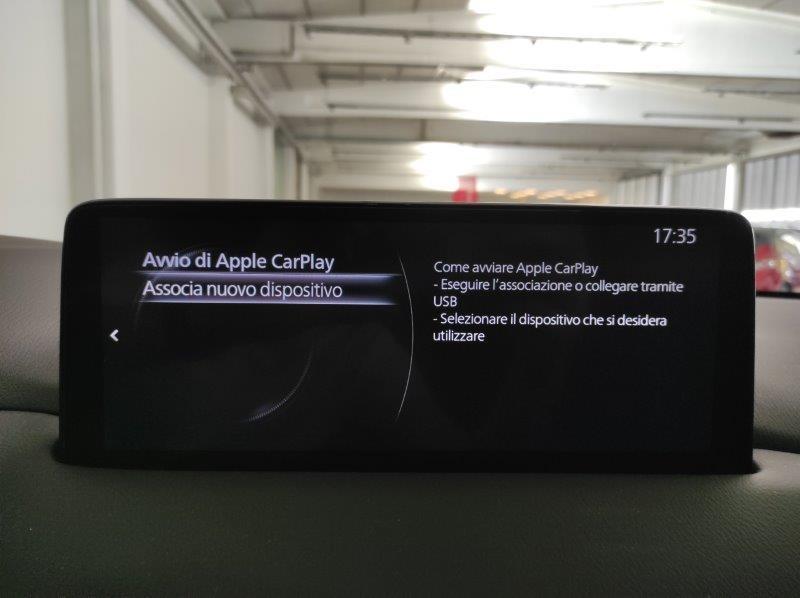 17:35
Avvio di Apple CarPlay
Associa nuovo dispositivo
Come avviare Apple CarPlay
- Eseguire l'associazione o collegare tramite
USB
- Selezionare il dispositivo che si desidera
utilizzare